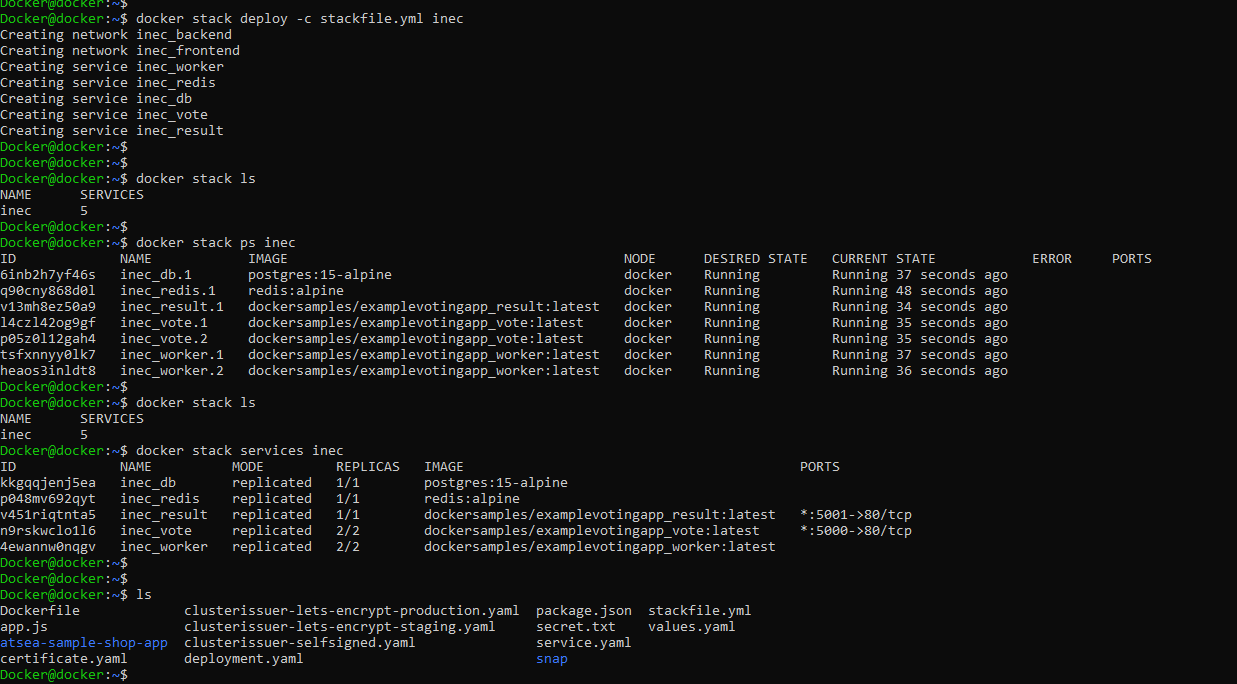 Docker@docker:~$
Docker@docker:~$ docker stack deploy -c stackfile.yml inec
Creating network inec_backend
Creating network inec_frontend
Creating service inec_worker
Creating service inec_redis
Creating service inec_db
Creating service inec_vote
Creating service inec_result
Docker@docker:~$
Docker@docker:~$
Docker@docker:~$ docker stack ls
NAME      SERVICES
inec      5
Docker@docker:~$
Docker@docker:~$ docker stack ps inec
ID             NAME            IMAGE                                          NODE      DESIRED STATE   CURRENT STATE            ERROR     PORTS
6inb2h7yf46s   inec_db.1       postgres:15-alpine                             docker    Running         Running 37 seconds ago
q90cny868d0l   inec_redis.1    redis:alpine                                   docker    Running         Running 48 seconds ago
v13mh8ez50a9   inec_result.1   dockersamples/examplevotingapp_result:latest   docker    Running         Running 34 seconds ago
l4czl42og9gf   inec_vote.1     dockersamples/examplevotingapp_vote:latest     docker    Running         Running 35 seconds ago
p05z0l12gah4   inec_vote.2     dockersamples/examplevotingapp_vote:latest     docker    Running         Running 35 seconds ago
tsfxnnyy0lk7   inec_worker.1   dockersamples/examplevotingapp_worker:latest   docker    Running         Running 37 seconds ago
heaos3inldt8   inec_worker.2   dockersamples/examplevotingapp_worker:latest   docker    Running         Running 36 seconds ago
Docker@docker:~$
Docker@docker:~$ docker stack ls
NAME      SERVICES
inec      5
Docker@docker:~$ docker stack services inec
ID             NAME          MODE         REPLICAS   IMAGE                                          PORTS
kkgqqjenj5ea   inec_db       replicated   1/1        postgres:15-alpine
p048mv692qyt   inec_redis    replicated   1/1        redis:alpine
v451riqtnta5   inec_result   replicated   1/1        dockersamples/examplevotingapp_result:latest   *:5001->80/tcp
n9rskwclo1l6   inec_vote     replicated   2/2        dockersamples/examplevotingapp_vote:latest     *:5000->80/tcp
4ewannw0nqgv   inec_worker   replicated   2/2        dockersamples/examplevotingapp_worker:latest
Docker@docker:~$
Docker@docker:~$
Docker@docker:~$ ls
Dockerfile             clusterissuer-lets-encrypt-production.yaml  package.json  stackfile.yml
app.js                 clusterissuer-lets-encrypt-staging.yaml     secret.txt    values.yaml
atsea-sample-shop-app  clusterissuer-selfsigned.yaml               service.yaml
certificate.yaml       deployment.yaml                             snap
Docker@docker:~$